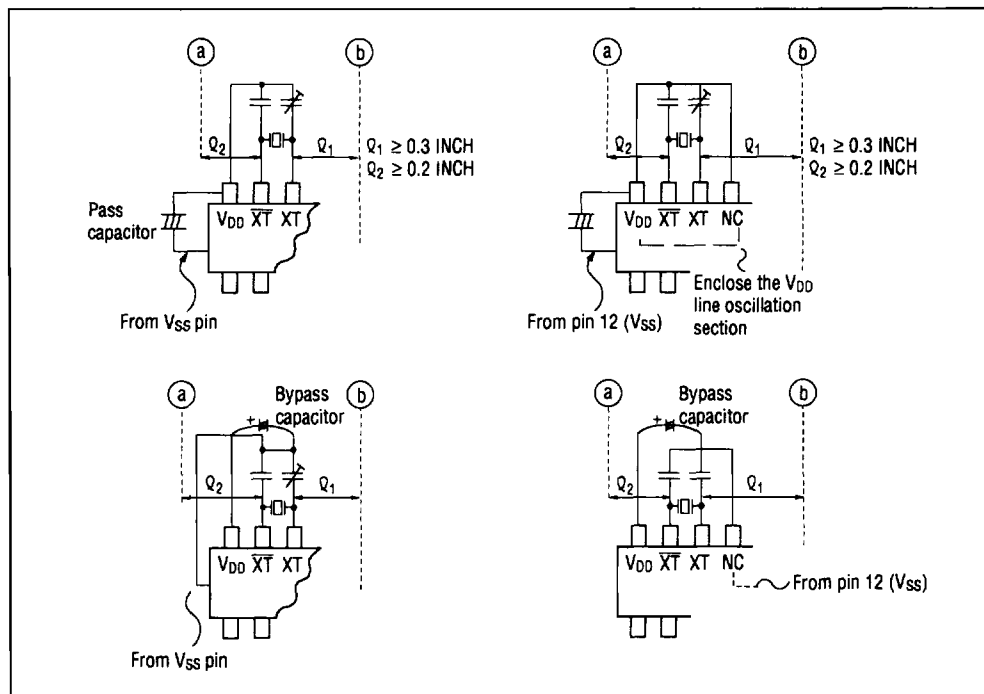 a
b
Q2
Q1
Q1 ≥ 0.3 INCH
Q2 ≥ 0.2 INCH
Pass
capacitor
VDD XT XT
From VSS pin
a
b
Q2
Q1
Q1 ≥ 0.3 INCH
Q2 ≥ 0.2 INCH
VDD XT XT NC
Enclose the VDD
line oscillation
section
From pin 12 (VSS)
a
b
Bypass
capacitor
+
Q2
Q1
VDD XT XT
From VSS pin
a
b
Bypass
capacitor
+
Q2
Q1
VDD XT XT NC
From pin 12 (VSS)